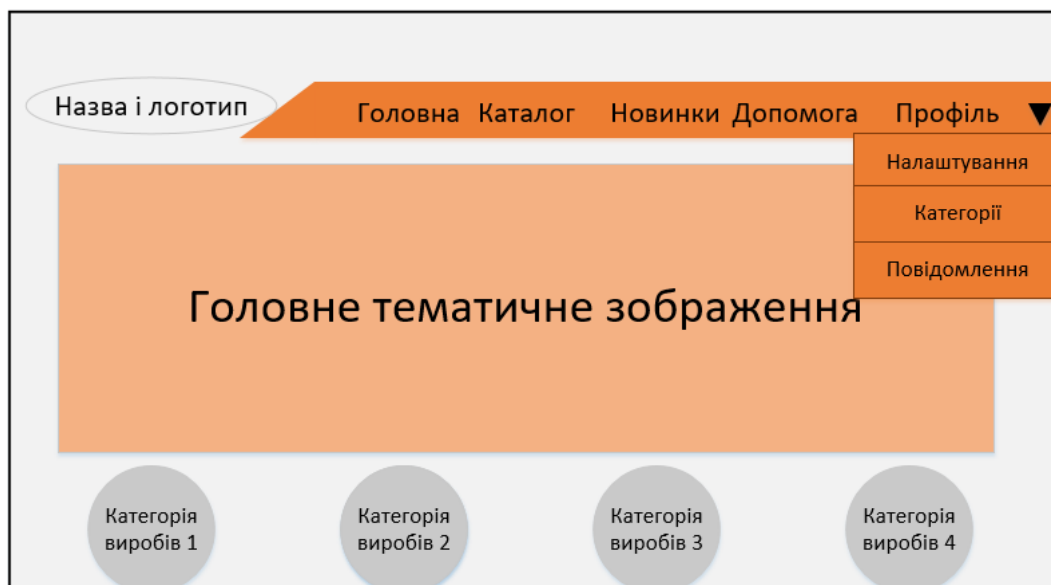 Назва і логотип
Головна Каталог Новинки Допомога Профіль
Налаштування
Категорії
Повідомлення
Головне тематичне зображення
Категорія
виробів 1
Категорія
виробів 2
Категорія
виробів 3
Категорія
виробів 4